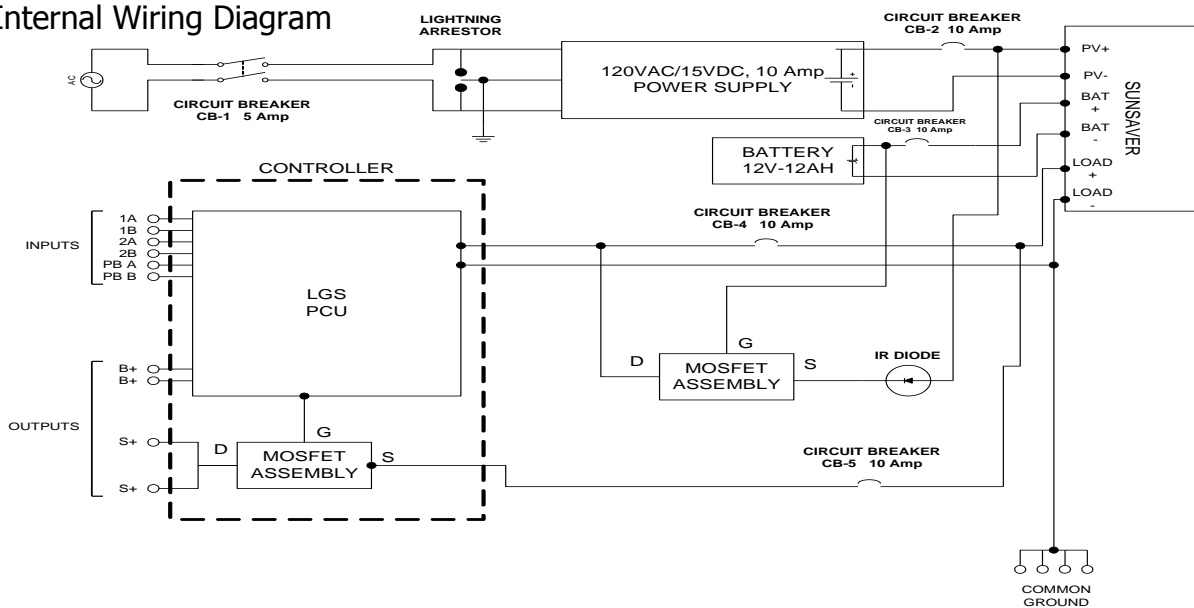 Internal Wiring Diagram
LIGHTNING
ARRESTOR
CIRCUIT BREAKER
CB-2 10 Amp
AC
CIRCUIT BREAKER
CB-1 5 Amp
120VAC/15VDC, 10 Amp
POWER SUPPLY
+
-
PV+
PV-
BAT
+
BAT
-
LOAD
+
LOAD
-
SUNSAVER
CIRCUIT BREAKER
CB-3 10 Amp
BATTERY
12V-12AH
CONTROLLER
CIRCUIT BREAKER
CB-4 10 Amp
INPUTS
1A
1B
2A
2B
PB A
PB B
LGS
PCU
D
G
S
MOSFET
ASSEMBLY
IR DIODE
OUTPUTS
B+
B+
S+
S+
D
G
S
MOSFET
ASSEMBLY
CIRCUIT BREAKER
CB-5 10 Amp
COMMON
GROUND